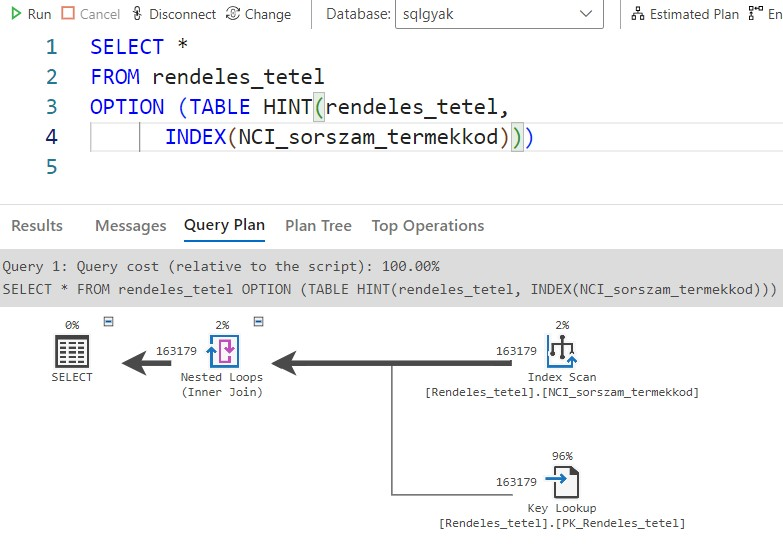 Run Cancel Disconnect Change Database: sqlgyak Estimated Plan En
1 SELECT *
2 FROM rendeles_tetel
3 OPTION (TABLE HINT(rendeles_tetel,
4 INDEX(NCI_sorszam_termekkod)))
5
Results Messages Query Plan Plan Tree Top Operations
Query 1: Query cost (relative to the script): 100.00%
SELECT * FROM rendeles_tetel OPTION (TABLE HINT(rendeles_tetel, INDEX(NCI_sorszam_termekkod)))
0% 2% 2%
163179 163179
SELECT Nested Loops Index Scan
(Inner Join) [Rendeles_tetel].[NCI_sorszam_termekkod]
96%
163179
Key Lookup
[Rendeles_tetel].[PK_Rendeles_tetel]